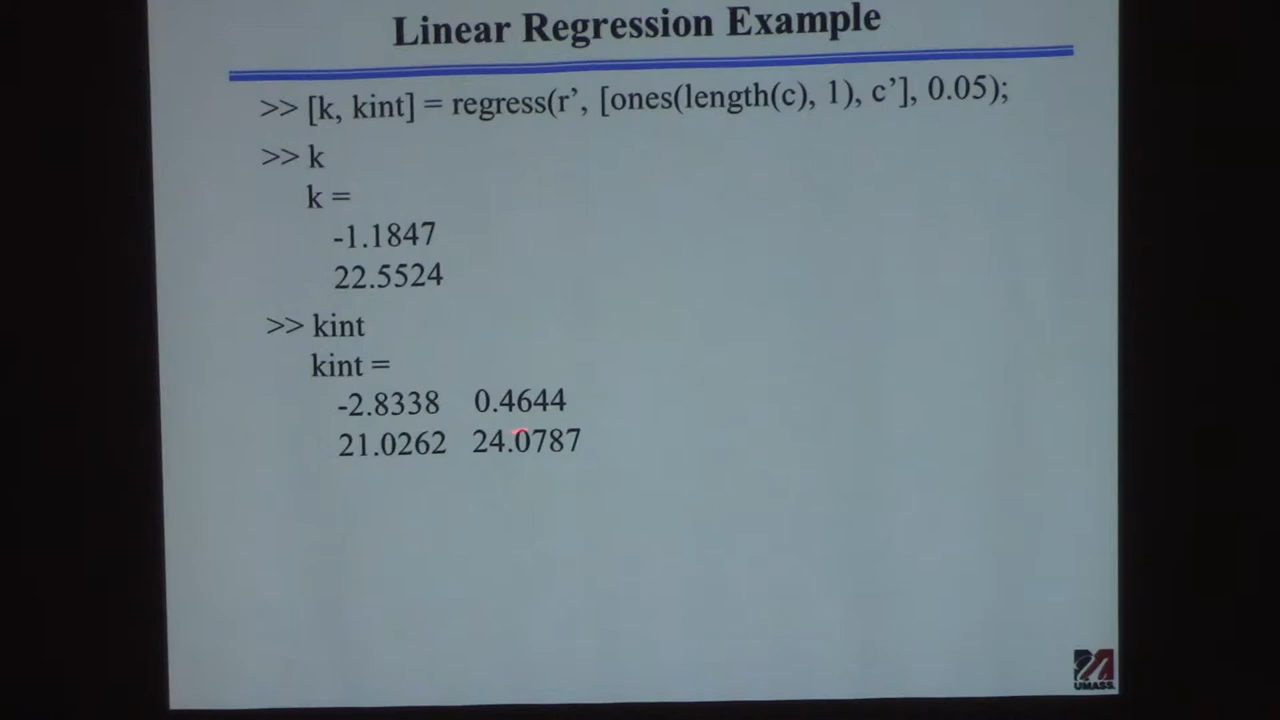 Linear Regression Example
>> [k, kint] = regress(r’, [ones(length(c), 1), c’], 0.05);
>> k
k =
-1.1847
22.5524
>> kint
kint =
-2.8338 0.4644
21.0262 24.0787
UMASS